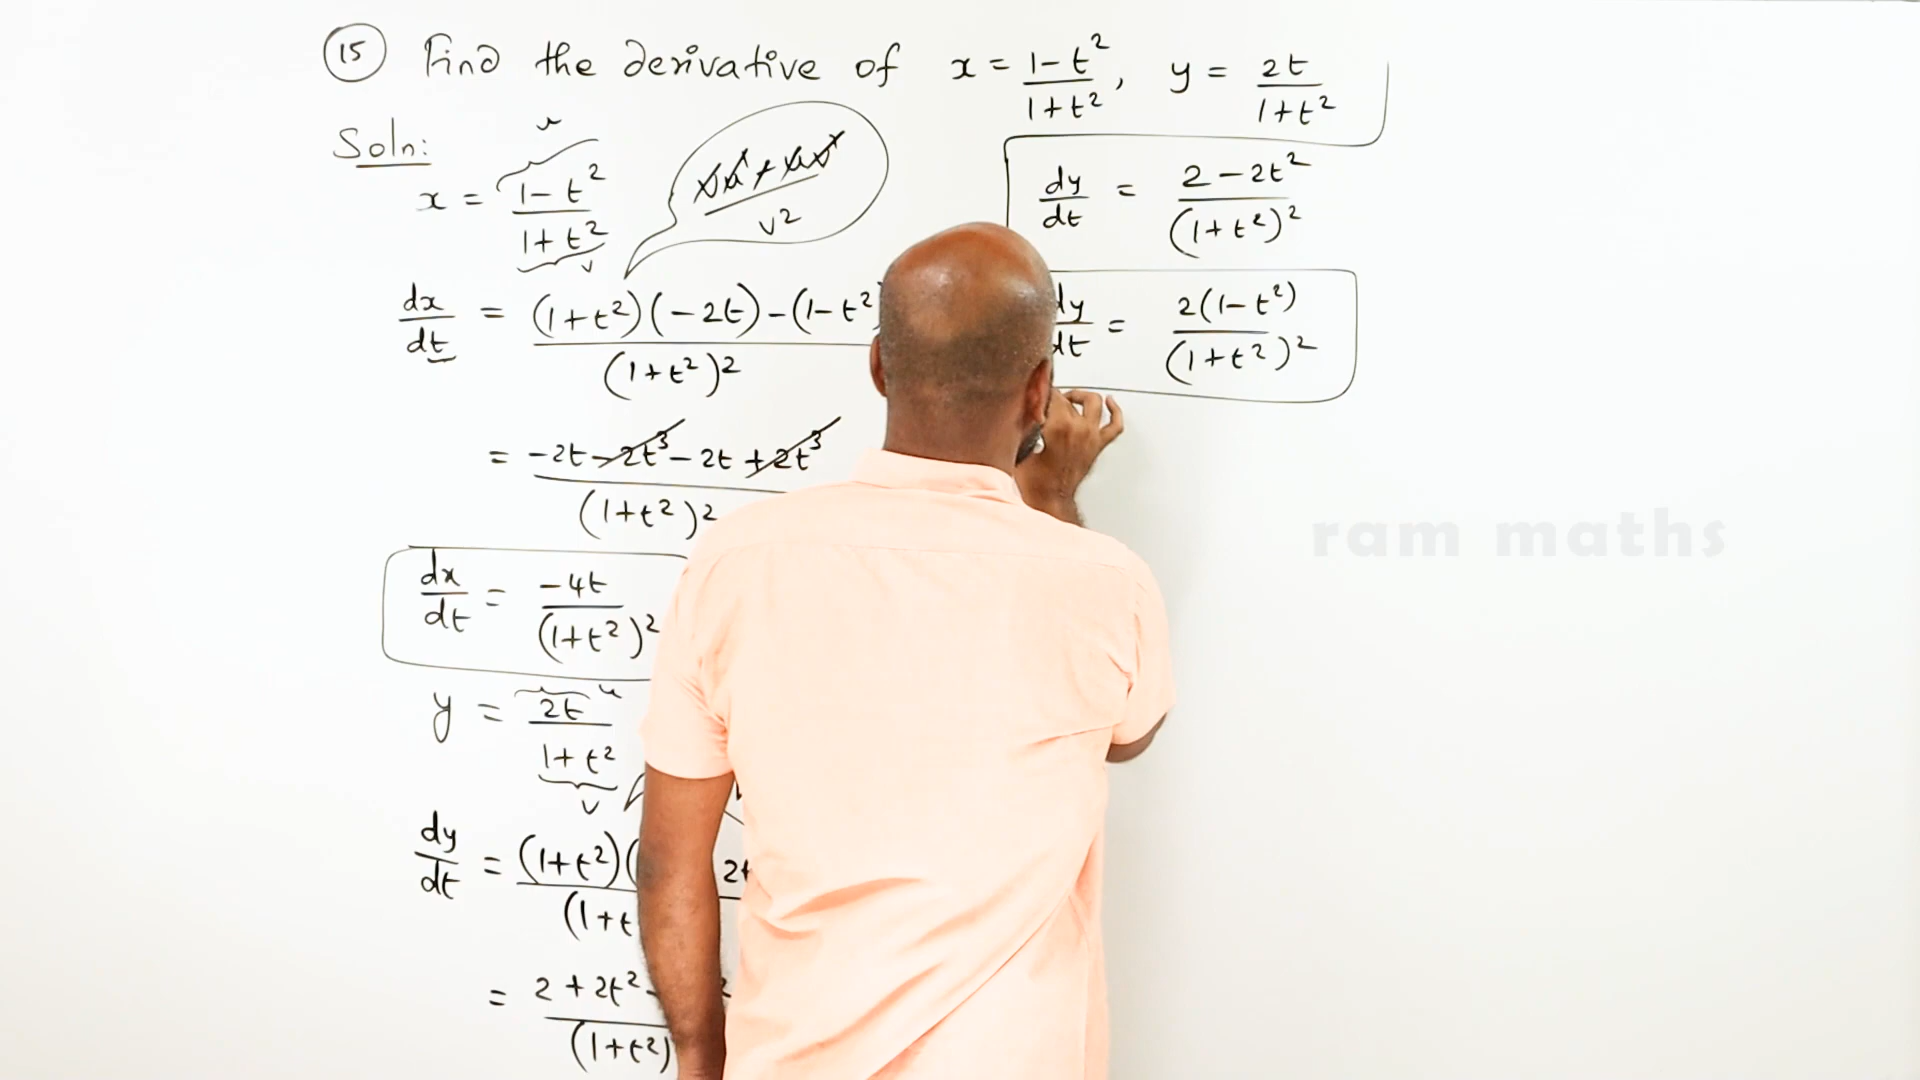 15 Find the derivative of x = (1-t²)/(1+t²), y = 2t/(1+t²)
Soln:
u
x = (1-t²)/(1+t²)
v
v²
dx/dt = (1+t²)(-2t)-(1-t²)
(1+t²)²
= (-2t-2t³-2t+2t³)/(1+t²)²
dx/dt = -4t/(1+t²)²
u
y = 2t/(1+t²)
v
dy/dt = (1+t²)( 2t
(1+t
= 2+2t²- ²
(1+t²)
dy/dt = (2-2t²)/(1+t²)²
dy/dt = 2(1-t²)/(1+t²)²
ram maths